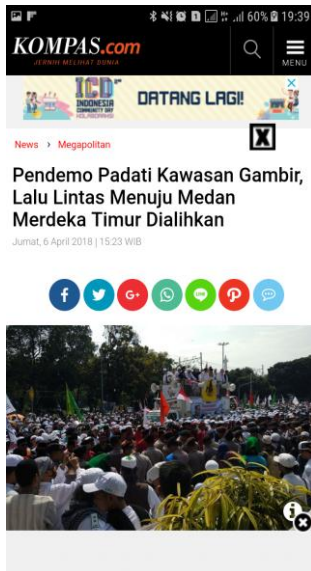 60% 19:39
KOMPAS.com
JERNIH MELIHAT DUNIA
MENU
ICD
INDONESIA
COMMUNITY DAY
KOLABORASI
DATANG LAGI!
X
News > Megapolitan
Pendemo Padati Kawasan Gambir,
Lalu Lintas Menuju Medan
Merdeka Timur Dialihkan
Jumat, 6 April 2018 | 15:23 WIB